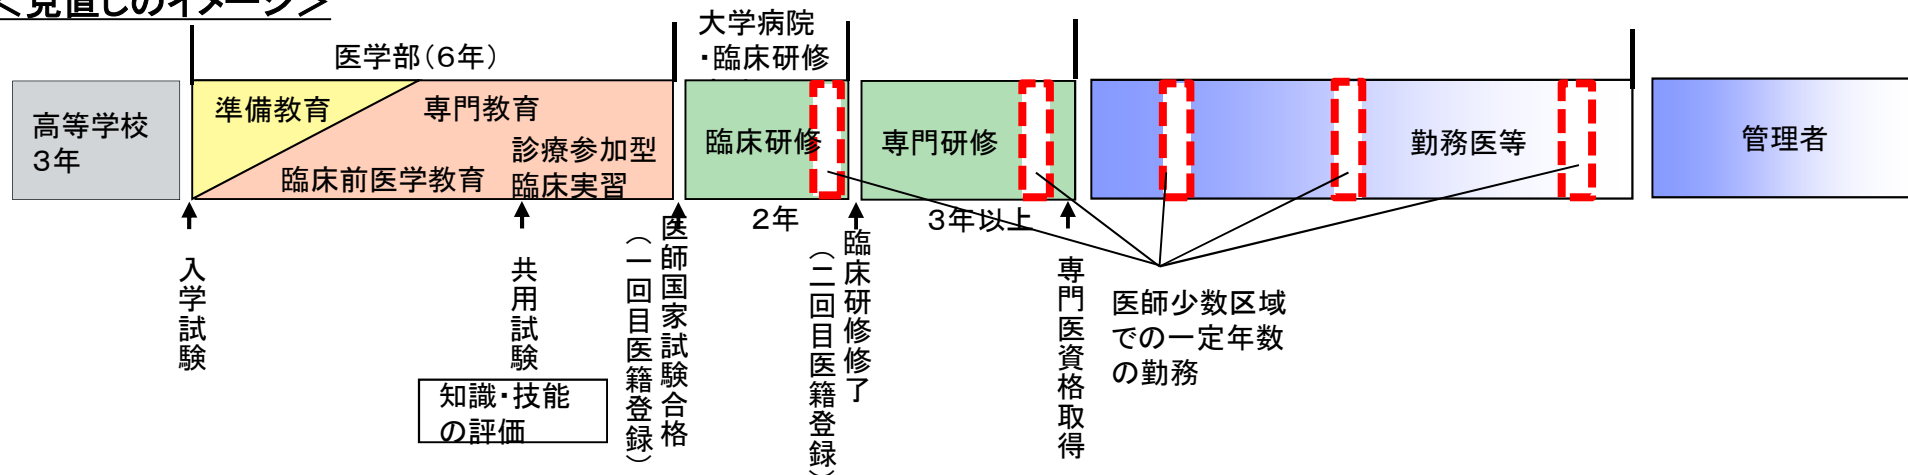 ＜見直しのイメージ＞
医学部（６年）
大学病院
・臨床研修
高等学校
３年
準備教育
専門教育
臨床前医学教育
診療参加型
臨床実習
臨床研修
専門研修
勤務医等
管理者
２年
３年以上
入学試験
共用試験
知識・技能
の評価
医師国家試験合格
（一回目医籍登録）
臨床研修修了
（二回目医籍登録）
専門医資格取得
医師少数区域
での一定年数
の勤務